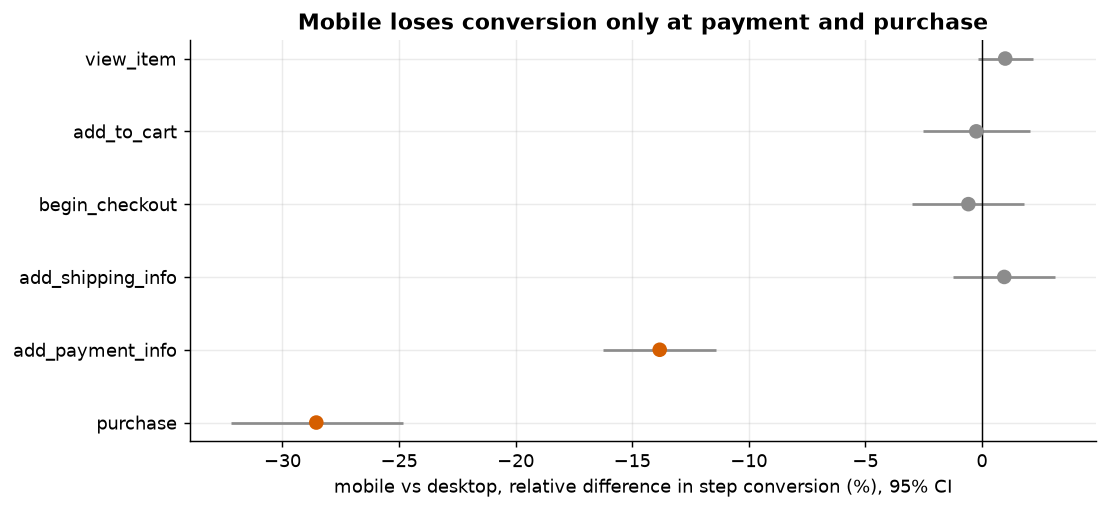 Mobile loses conversion only at payment and purchase
view_item
add_to_cart
begin_checkout
add_shipping_info
add_payment_info
purchase
−30 −25 −20 −15 −10 −5 0
mobile vs desktop, relative difference in step conversion (%), 95% CI